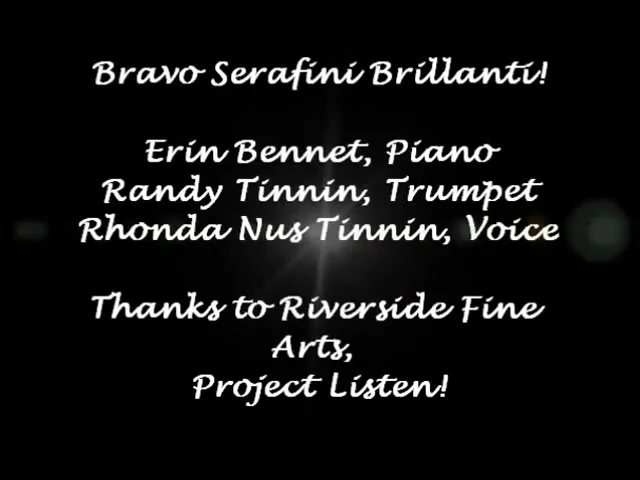 Bravo Serafini Brillanti!
Erin Bennet, Piano
Randy Tinnin, Trumpet
Rhonda Nus Tinnin, Voice
Thanks to Riverside Fine
Arts,
Project Listen!